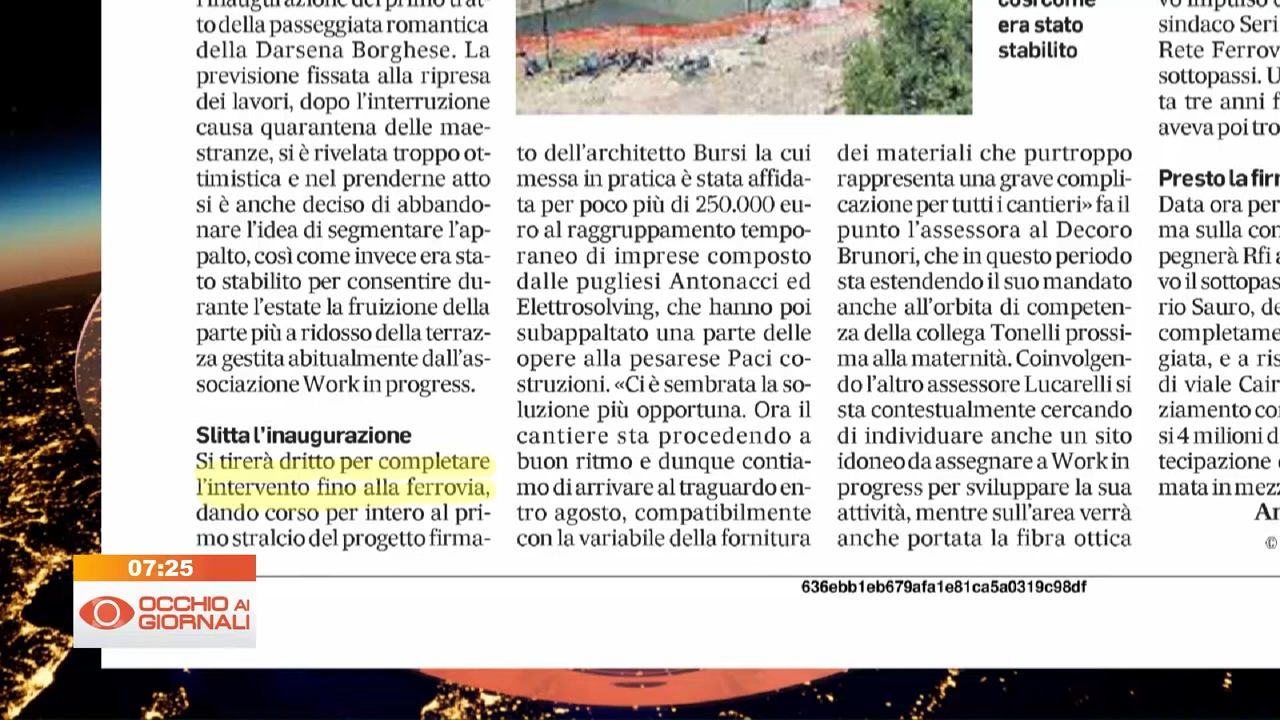 to della passeggiata romantica
della Darsena Borghese. La
previsione fissata alla ripresa
dei lavori, dopo l'interruzione
causa quarantena delle mae-
stranze, si è rivelata troppo ot-
timistica e nel prenderne atto
si è anche deciso di abbando-
nare l'idea di segmentare l'ap-
palto, così come invece era sta-
to stabilito per consentire du-
rante l'estate la fruizione della
parte più a ridosso della terraz-
za gestita abitualmente dall'as-
sociazione Work in progress.
Slitta l'inaugurazione
Si tirerà dritto per completare
l'intervento fino alla ferrovia,
dando corso per intero al pri-
mo stralcio del progetto firma-
to dell'architetto Bursi la cui
messa in pratica è stata affida-
ta per poco più di 250.000 eu-
ro al raggruppamento tempo-
raneo di imprese composto
dalle pugliesi Antonacci ed
Elettrosolving, che hanno poi
subappaltato una parte delle
opere alla pesarese Paci co-
struzioni. «Ci è sembrata la so-
luzione più opportuna. Ora il
cantiere sta procedendo a
buon ritmo e dunque contia-
mo di arrivare al traguardo en-
tro agosto, compatibilmente
con la variabile della fornitura
così come
era stato
stabilito
dei materiali che purtroppo
rappresenta una grave compli-
cazione per tutti i cantieri» fa il
punto l'assessora al Decoro
Brunori, che in questo periodo
sta estendendo il suo mandato
anche all'orbita di competen-
za della collega Tonelli prossi-
ma alla maternità. Coinvolgen-
do l'altro assessore Lucarelli si
sta contestualmente cercando
di individuare anche un sito
idoneo da assegnare a Work in
progress per sviluppare la sua
attività, mentre sull'area verrà
anche portata la fibra ottica
sindaco Seri
Rete Ferrov
sottopassi. U
ta tre anni f
aveva poi tro
Presto la fir
Data ora per
ma sulla con
pegnerà Rfi a
vo il sottopas
rio Sauro, de
completame
giata, e a ris
di viale Cair
ziamento co
si 4 milioni d
tecipazione
mata in mezz
©
636ebb1eb679afa1e81ca5a0319c98df
07:25
OCCHIO AI
GIORNALI